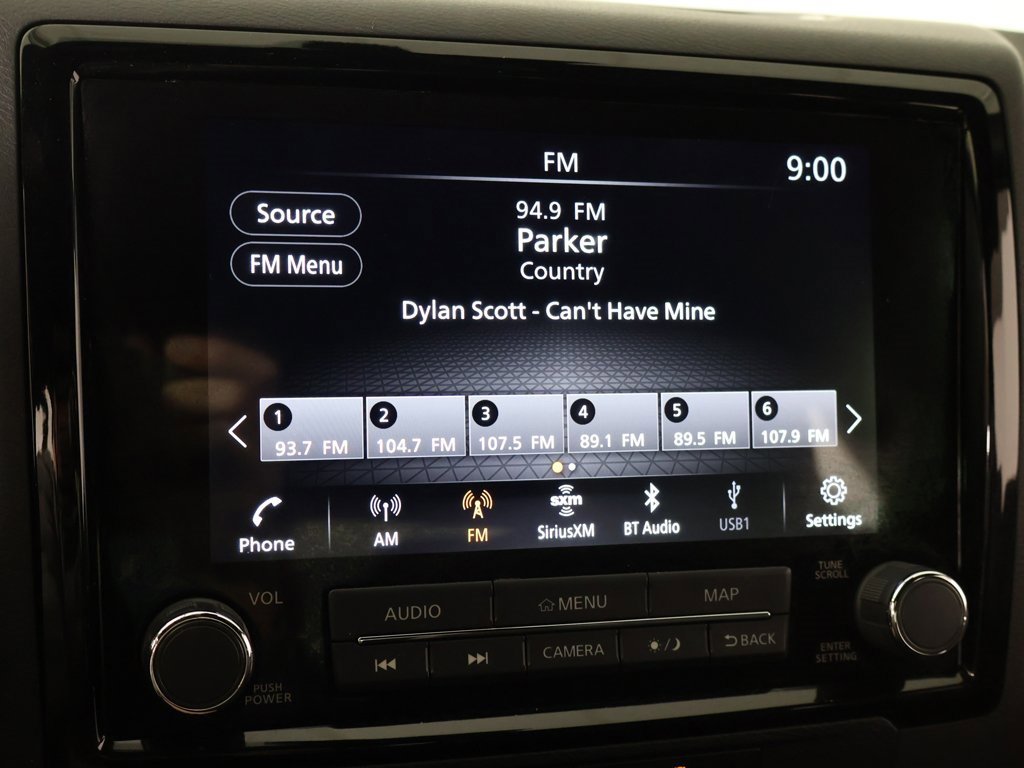 FM
9:00
Source
94.9 FM
Parker
FM Menu
Country
Dylan Scott - Can't Have Mine
1 2 3 4 5 6
93.7 FM 104.7 FM 107.5 FM 89.1 FM 89.5 FM 107.9 FM
sxm
Phone AM FM SiriusXM BT Audio USB1 Settings
VOL
TUNE
SCROLL
AUDIO MENU MAP
CAMERA BACK
ENTER
SETTING
PUSH
POWER